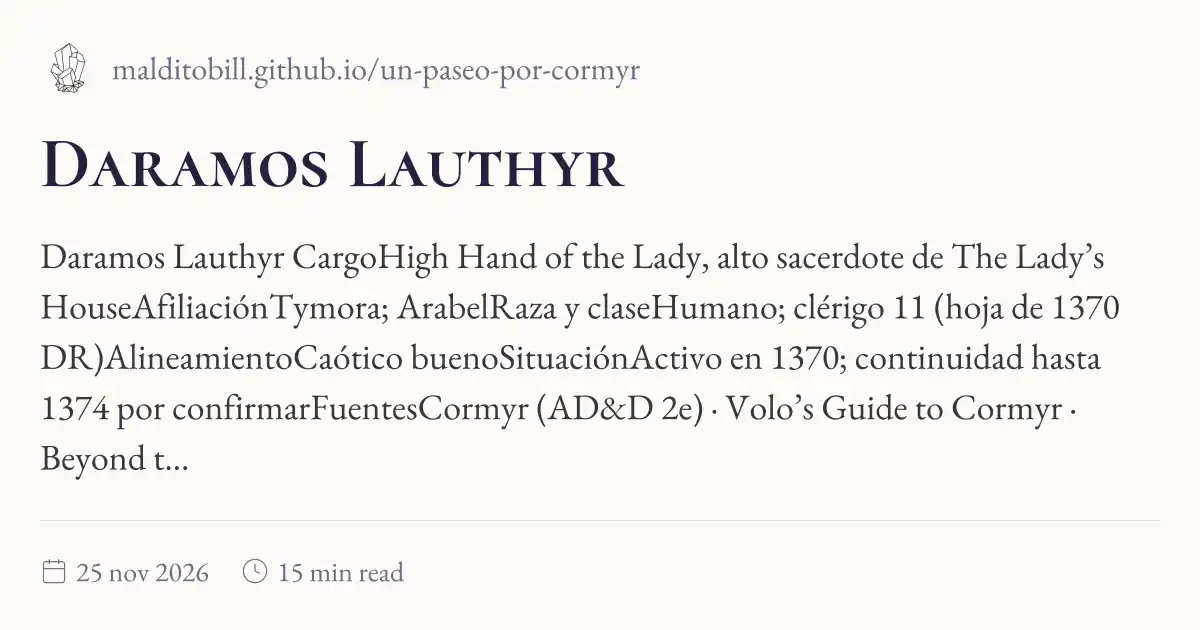 malditobill.github.io/un-paseo-por-cormyr
Daramos Lauthyr
Daramos Lauthyr CargoHigh Hand of the Lady, alto sacerdote de The Lady’s
HouseAfiliaciónTymora; ArabelRaza y claseHumano; clérigo 11 (hoja de 1370
DR)AlineamientoCaótico buenoSituaciónActivo en 1370; continuidad hasta
1374 por confirmarFuentesCormyr (AD&D 2e) · Volo’s Guide to Cormyr ·
Beyond t...
25 nov 2026 15 min read